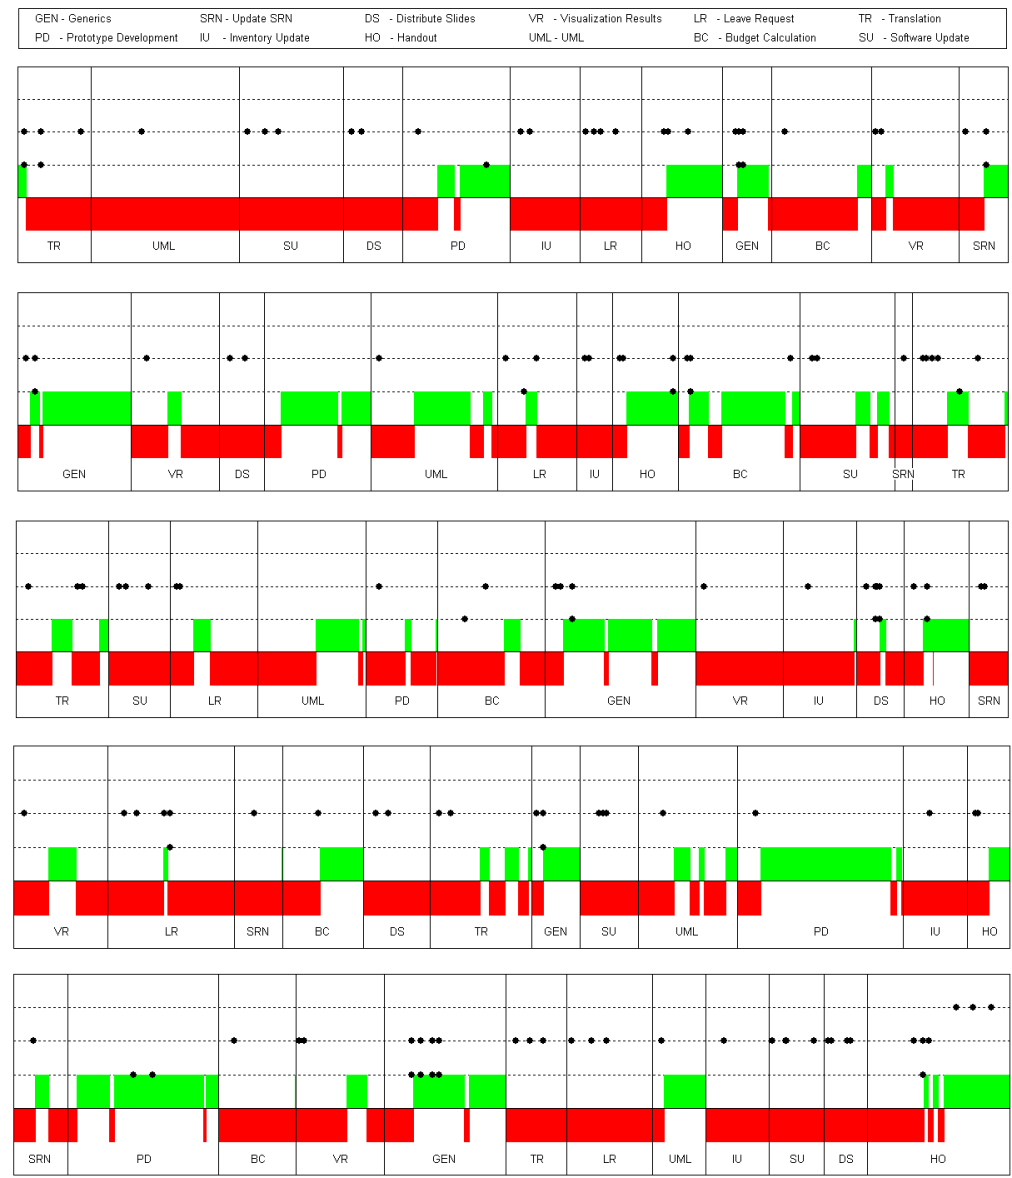 GEN - Generics SRN - Update SRN DS - Distribute Slides VR - Visualization Results LR - Leave Request TR - Translation
PD - Prototype Development IU - Inventory Update HO - Handout UML - UML BC - Budget Calculation SU - Software Update
TR UML SU DS PD IU LR HO GEN BC VR SRN
GEN VR DS PD UML LR IU HO BC SU SRN TR
TR SU LR UML PD BC GEN VR IU DS HO SRN
VR LR SRN BC DS TR GEN SU UML PD IU HO
SRN PD BC VR GEN TR LR UML IU SU DS HO